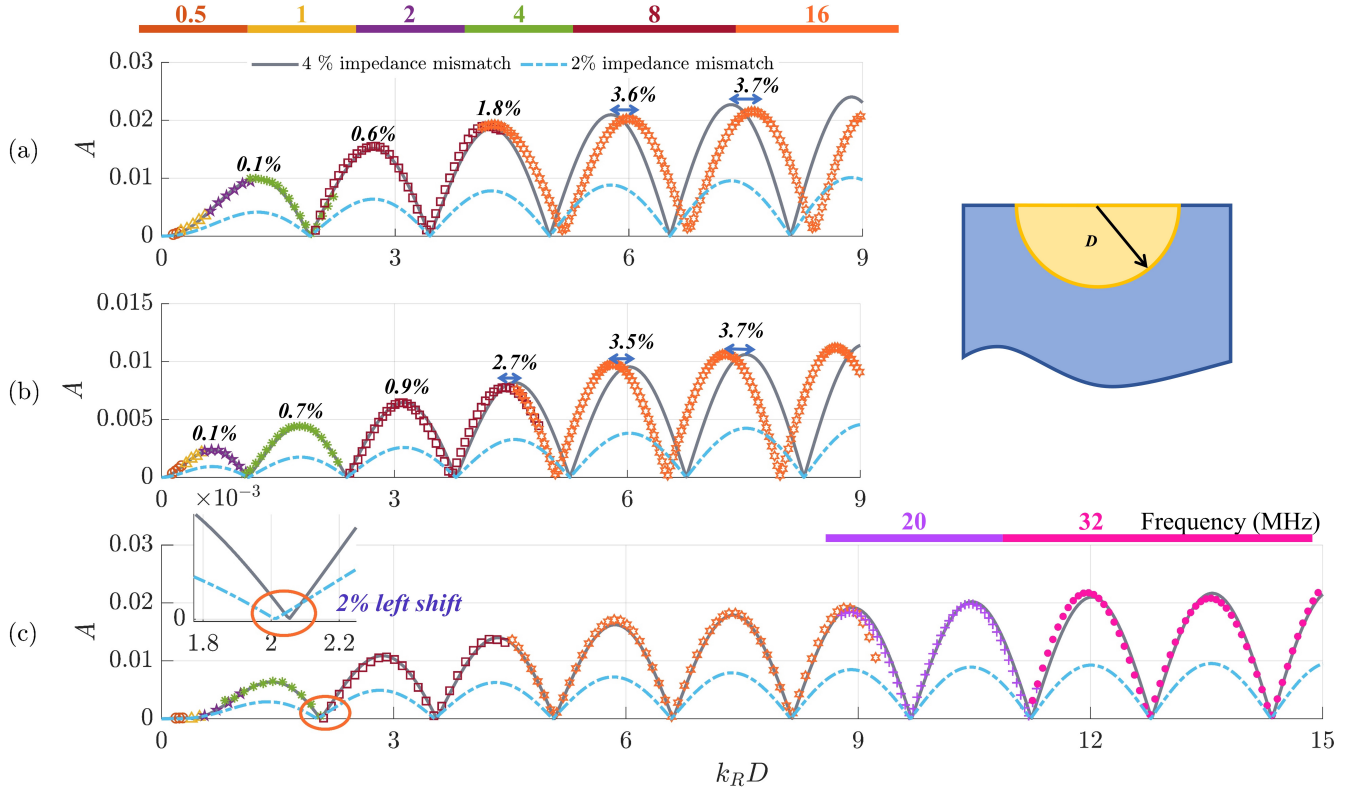 0.5 1 2 4 8 16
4 % impedance mismatch 2% impedance mismatch
(a)
A
0.03
0.02
0.01
0
0.1% 0.6% 1.8% 3.6% 3.7%
0 3 6 9
D
(b)
A
0.015
0.01
0.005
0
0.1% 0.7% 0.9% 2.7% 3.5% 3.7%
0 3 6 9
×10⁻³
0
1.8 2 2.2
2% left shift
20 32 Frequency (MHz)
(c)
A
0.03
0.02
0.01
0
0 3 6 9 12 15
k_R D